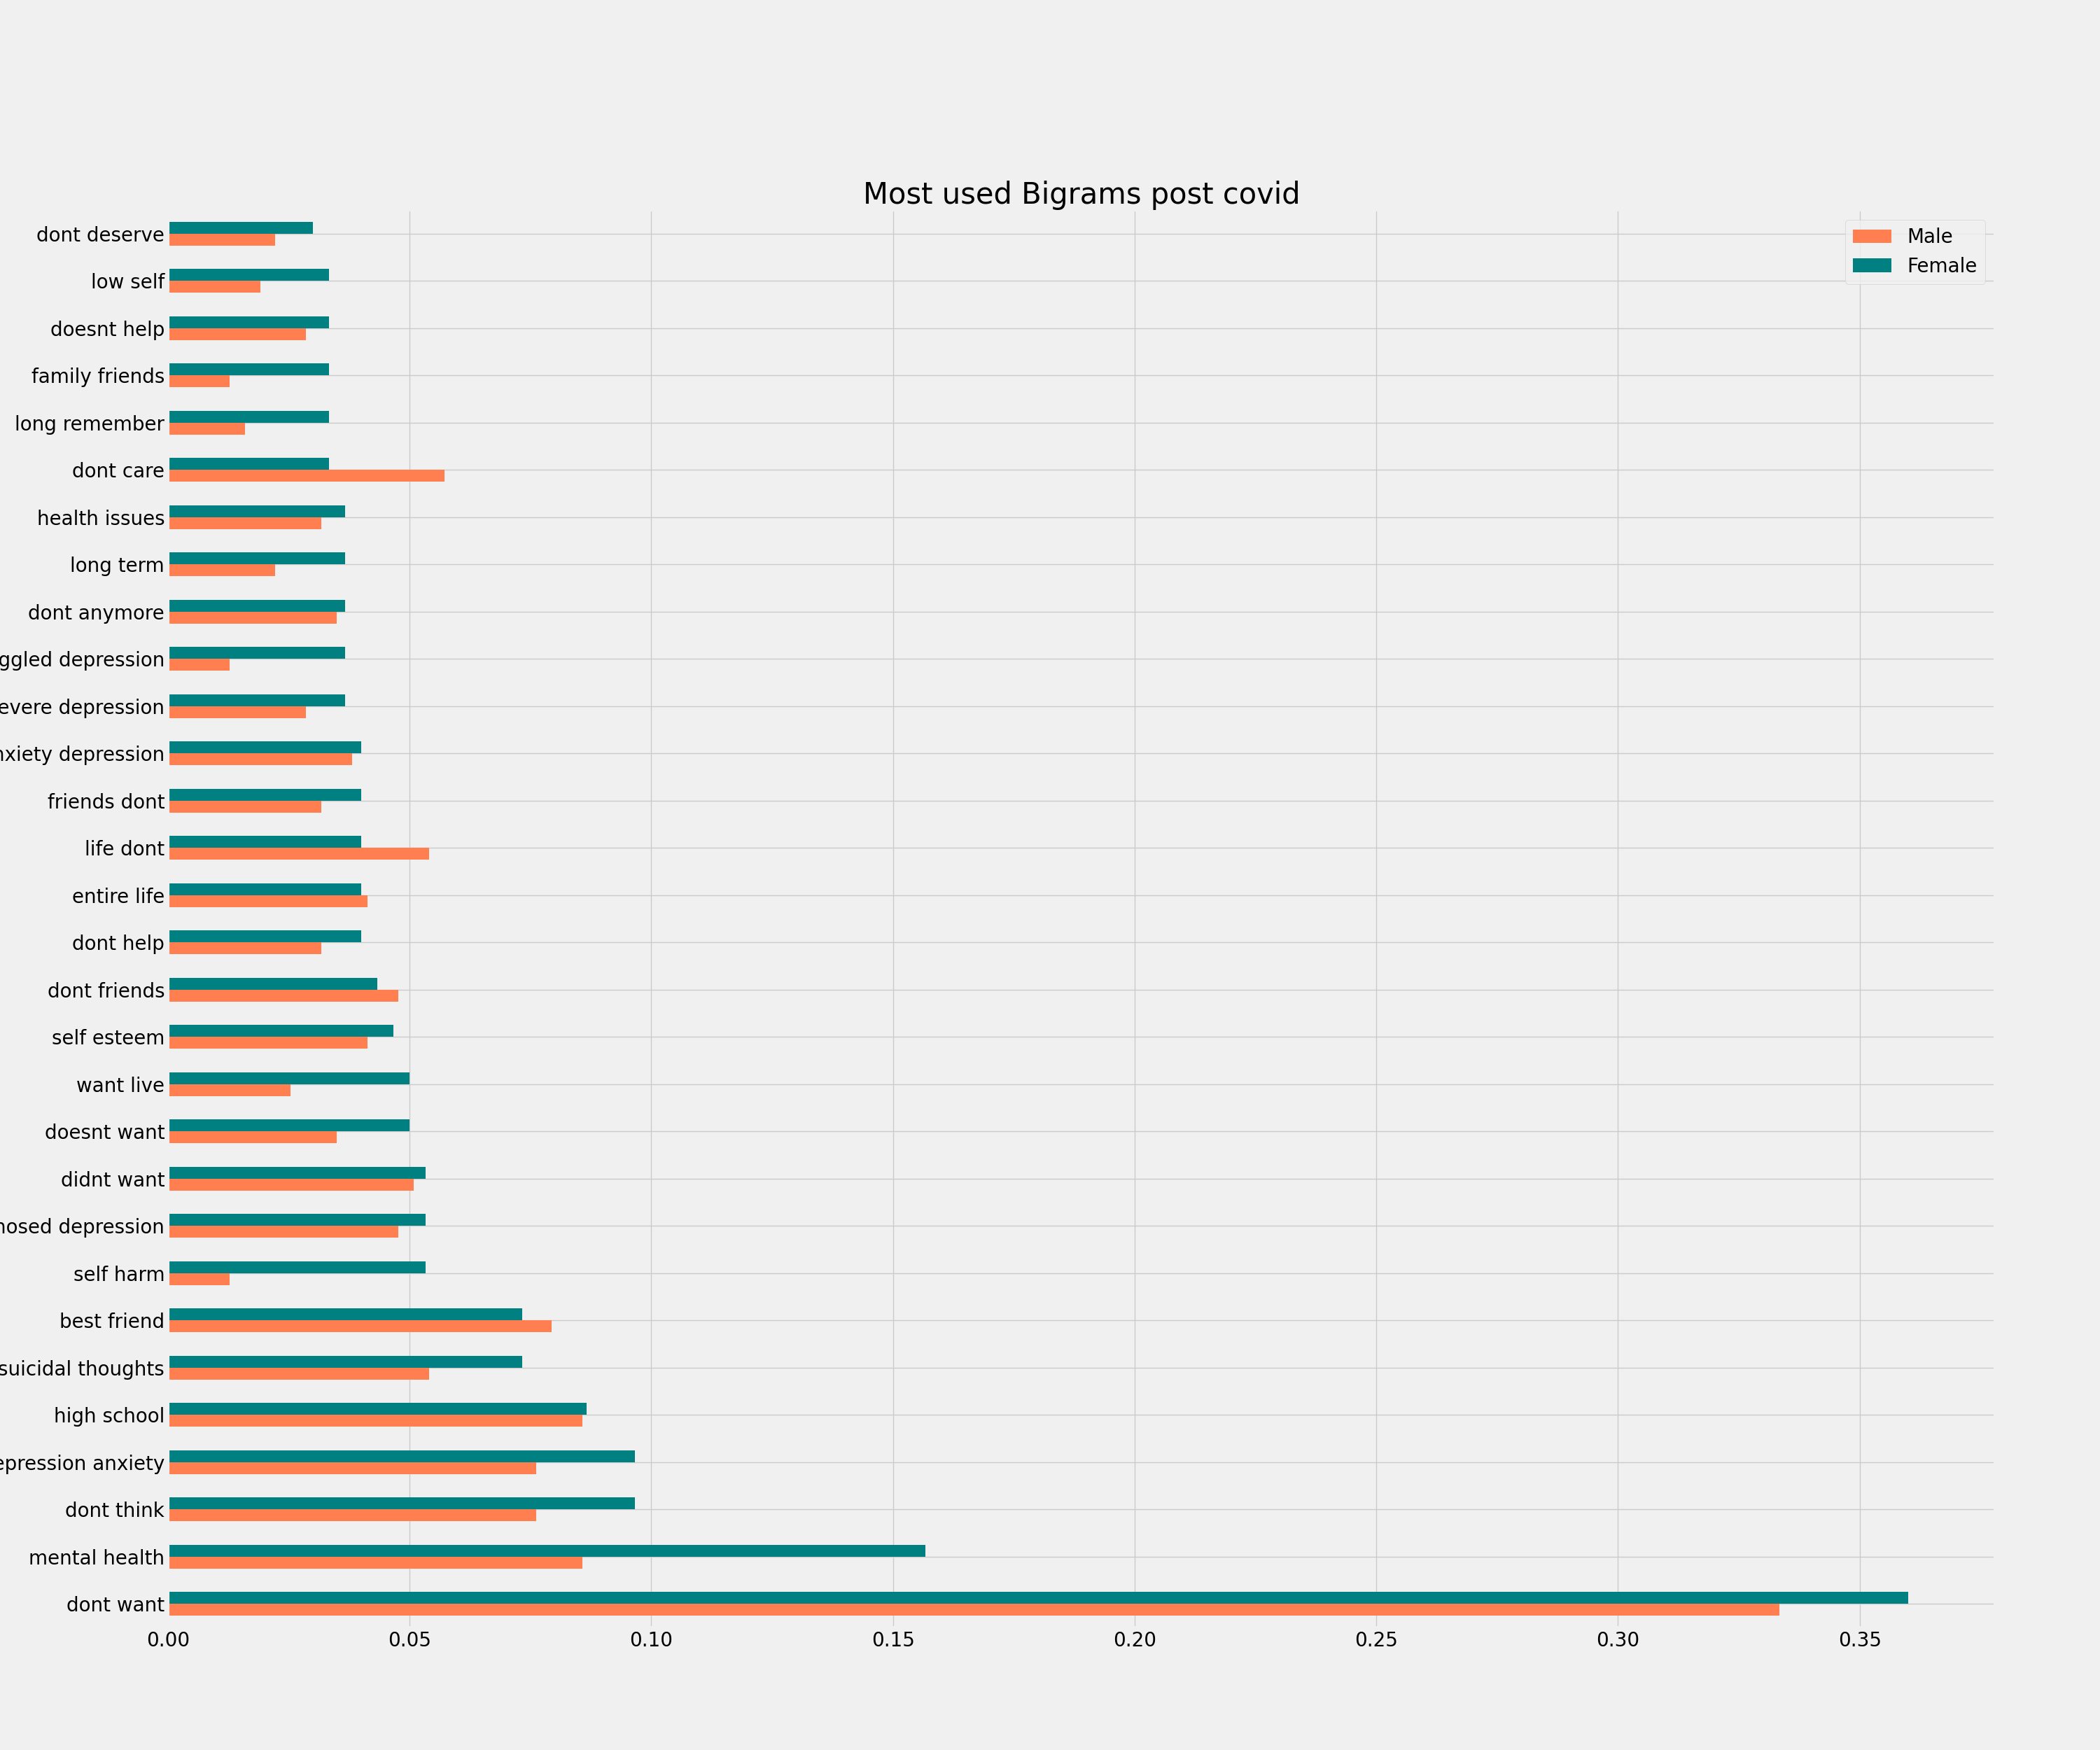 Most used Bigrams post covid
Male
Female
dont deserve
low self
doesnt help
family friends
long remember
dont care
health issues
long term
dont anymore
ggled depression
evere depression
nxiety depression
friends dont
life dont
entire life
dont help
dont friends
self esteem
want live
doesnt want
didnt want
nosed depression
self harm
best friend
suicidal thoughts
high school
epression anxiety
dont think
mental health
dont want
0.00 0.05 0.10 0.15 0.20 0.25 0.30 0.35